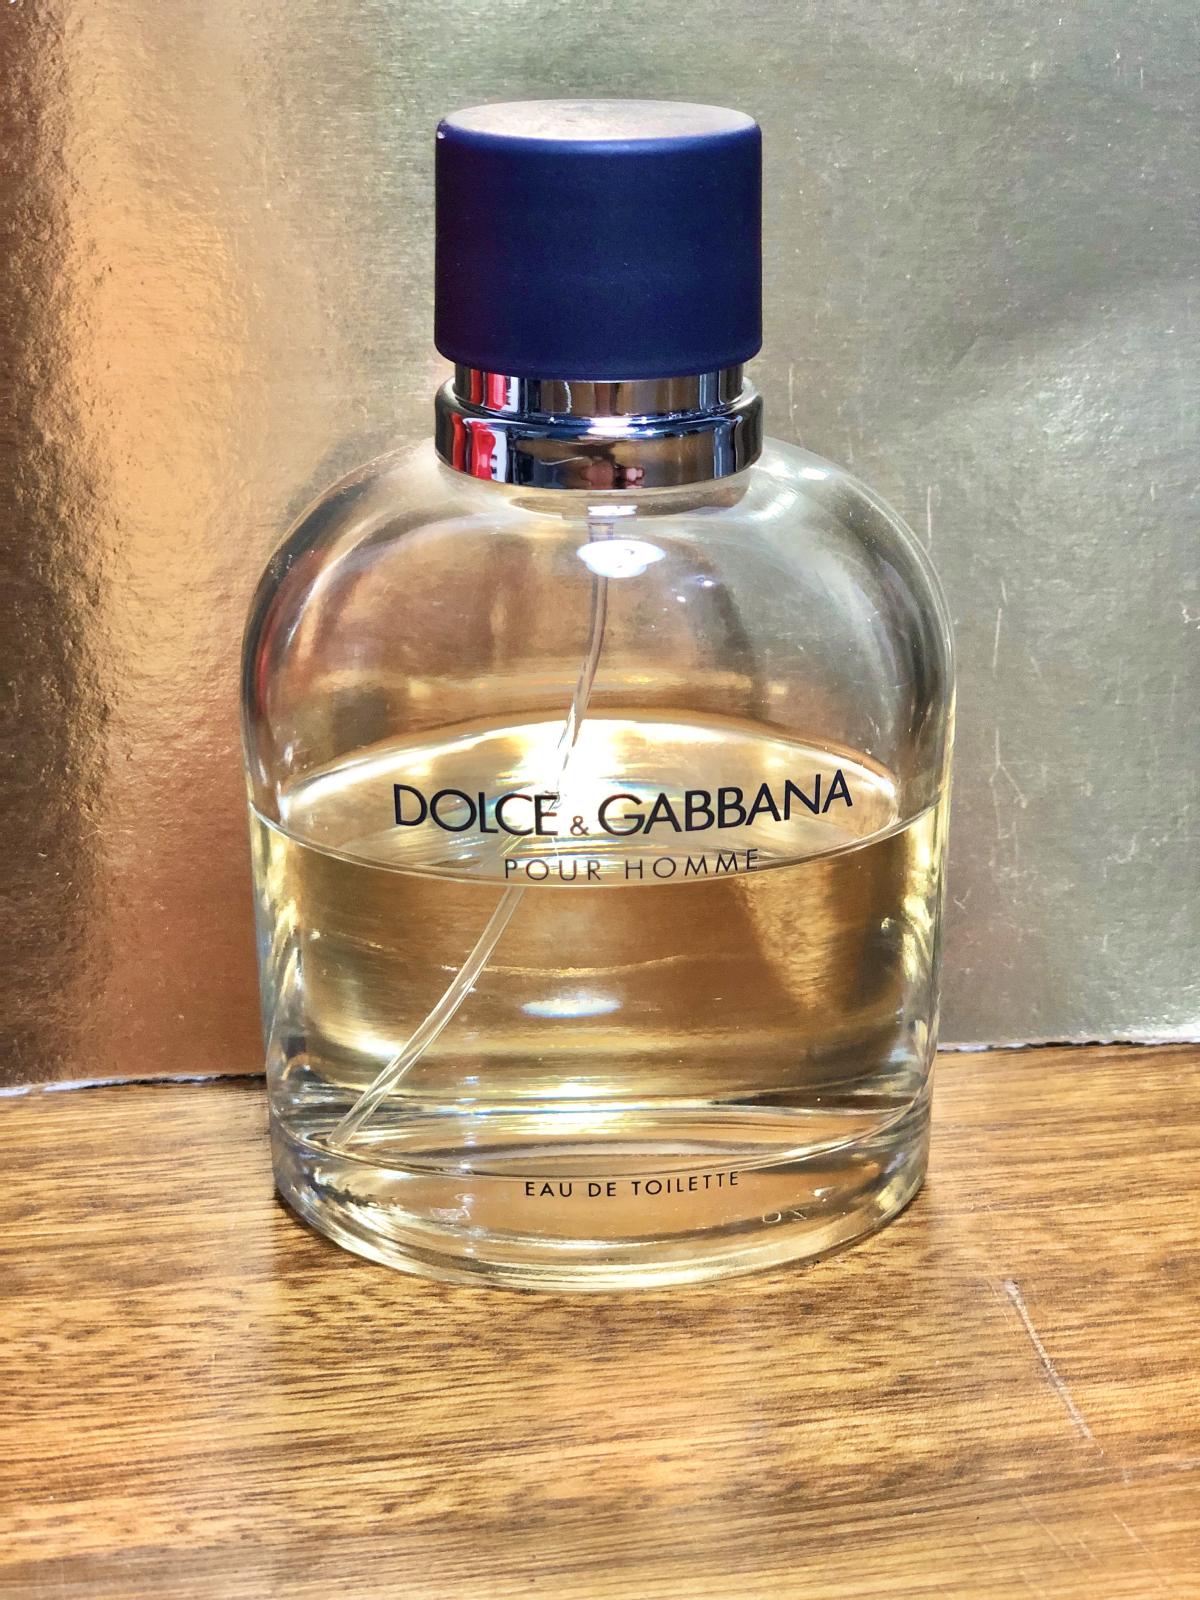 DOLCE & GABBANA
POUR HOMME
EAU DE TOILETTE